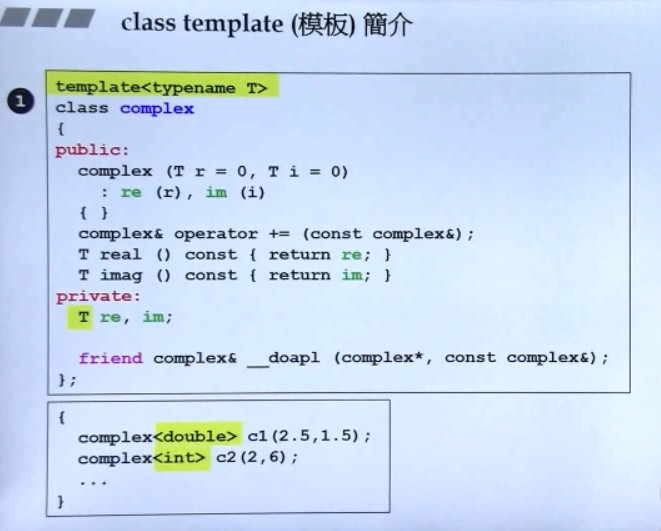 class template (模板) 簡介
1
template<typename T>
class complex
{
public:
  complex (T r = 0, T i = 0)
    : re (r), im (i)
  { }
  complex& operator += (const complex&);
  T real () const { return re; }
  T imag () const { return im; }
private:
  T re, im;
  friend complex& __doapl (complex*, const complex&);
};
{
  complex<double> c1(2.5,1.5);
  complex<int> c2(2,6);
  ...
}